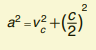 a² = v_c² + (c/2)²